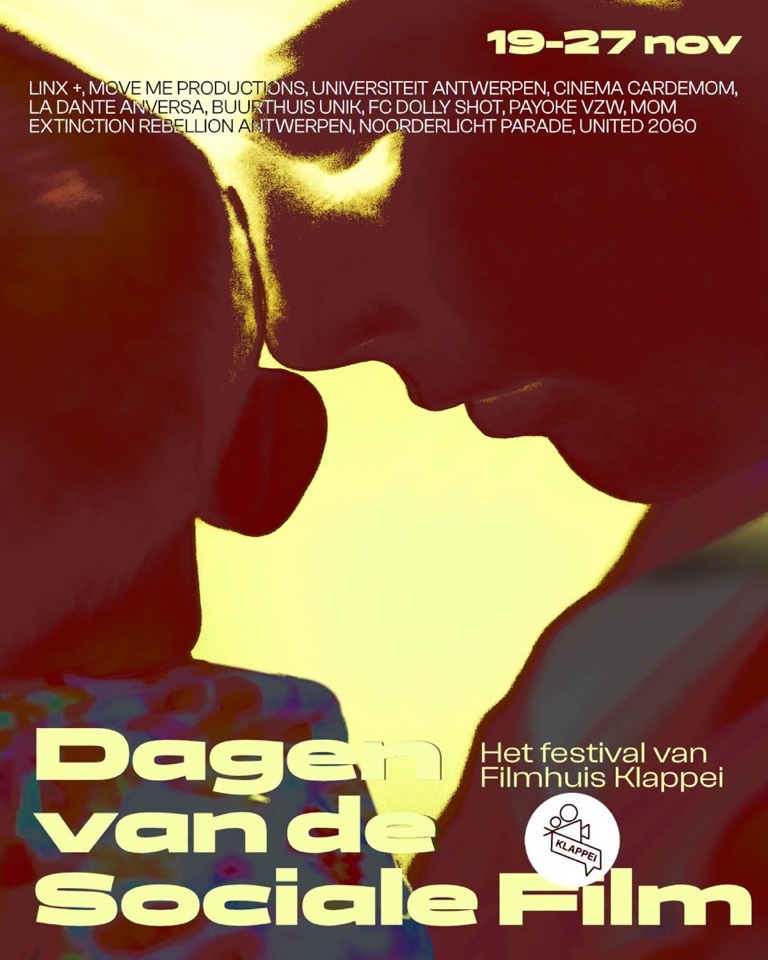 19-27 nov
LINX +, MOVE ME PRODUCTIONS, UNIVERSITEIT ANTWERPEN, CINEMA CARDEMOM,
LA DANTE ANVERSA, BUURTHUIS UNIK, FC DOLLY SHOT, PAYOKE VZW, MOM
EXTINCTION REBELLION ANTWERPEN, NOORDERLICHT PARADE, UNITED 2060
Dagen
van de
Sociale Film
Het festival van
Filmhuis Klappei
KLAPPEI